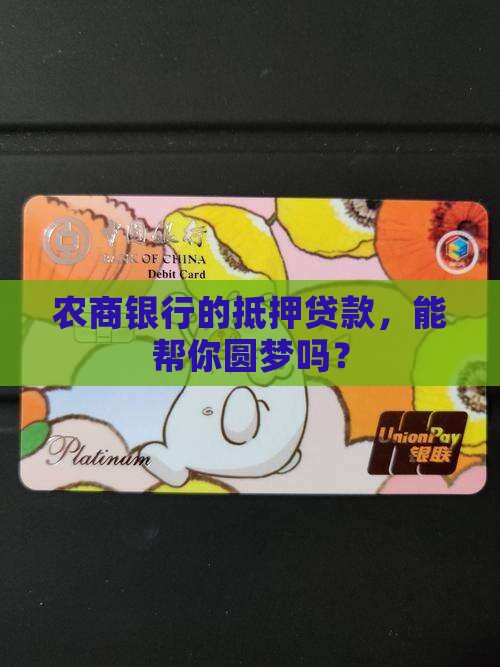 中国银行
BANK OF CHINA
Debit Card
农商银行的抵押贷款，能
帮你圆梦吗？
Platinum
UnionPay
银联